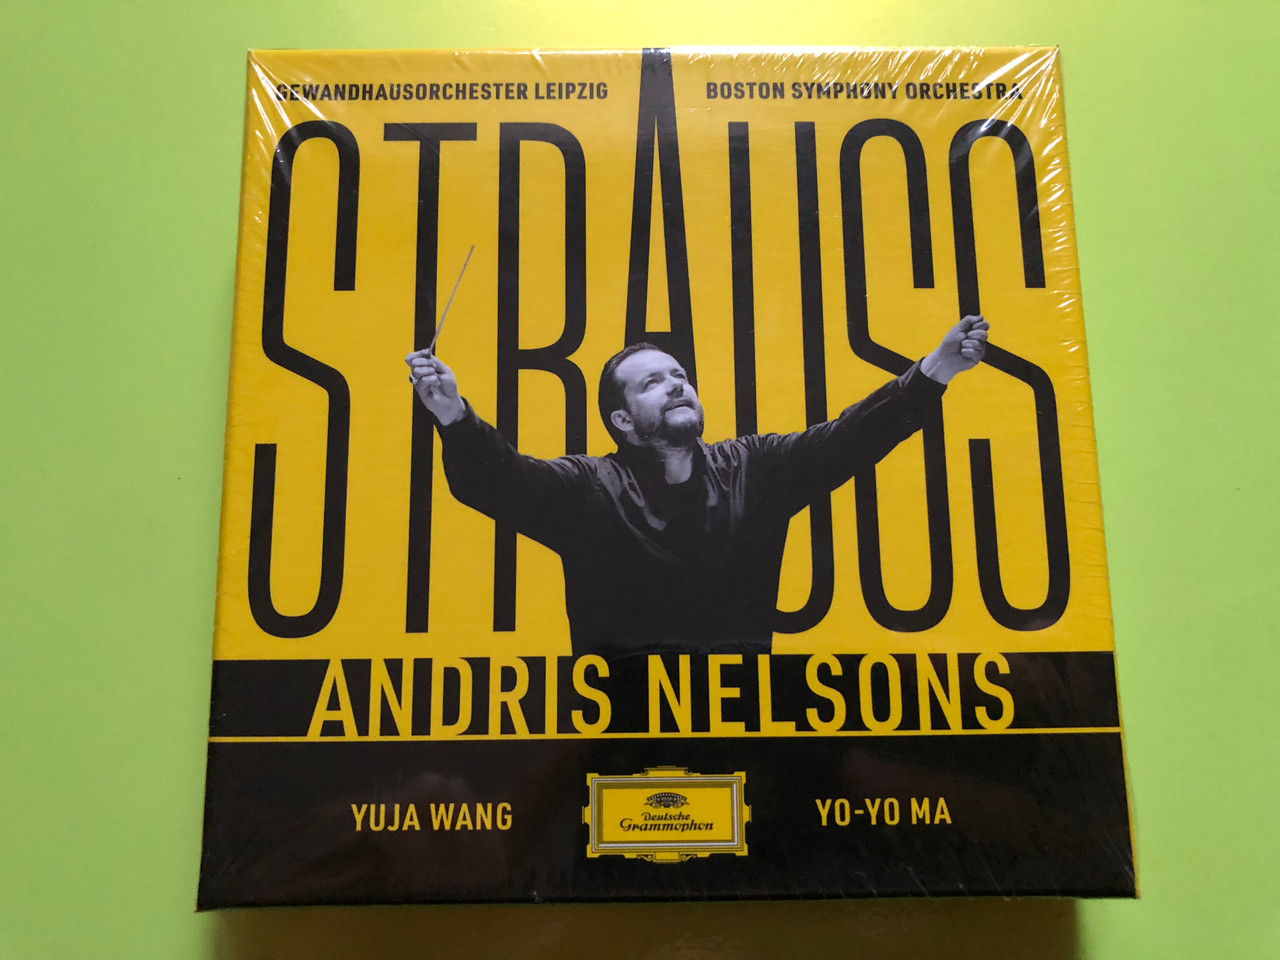 GEWANDHAUSORCHESTER LEIPZIG
BOSTON SYMPHONY ORCHESTRA
STRAUSS
ANDRIS NELSONS
YUJA WANG
Deutsche
Grammophon
YO-YO MA